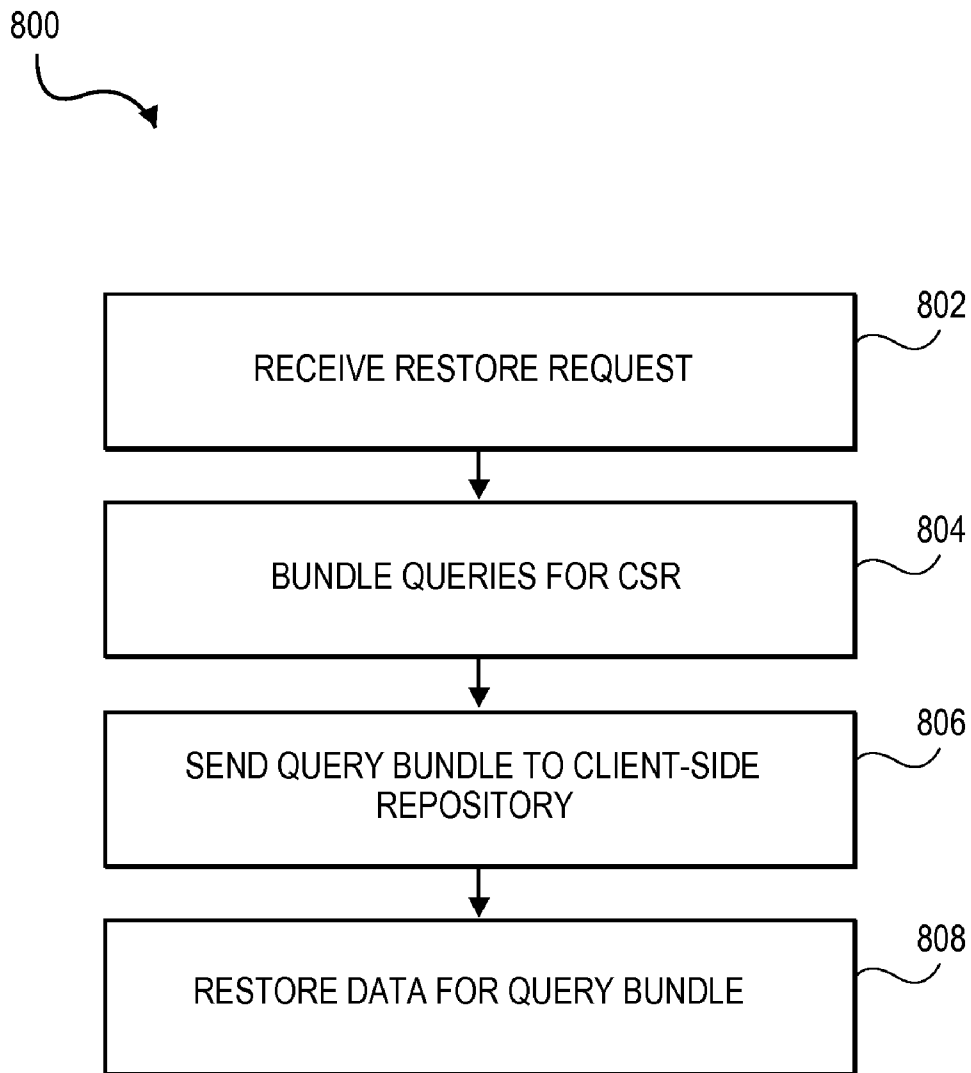 800
802
RECEIVE RESTORE REQUEST
804
BUNDLE QUERIES FOR CSR
806
SEND QUERY BUNDLE TO CLIENT-SIDE
REPOSITORY
808
RESTORE DATA FOR QUERY BUNDLE